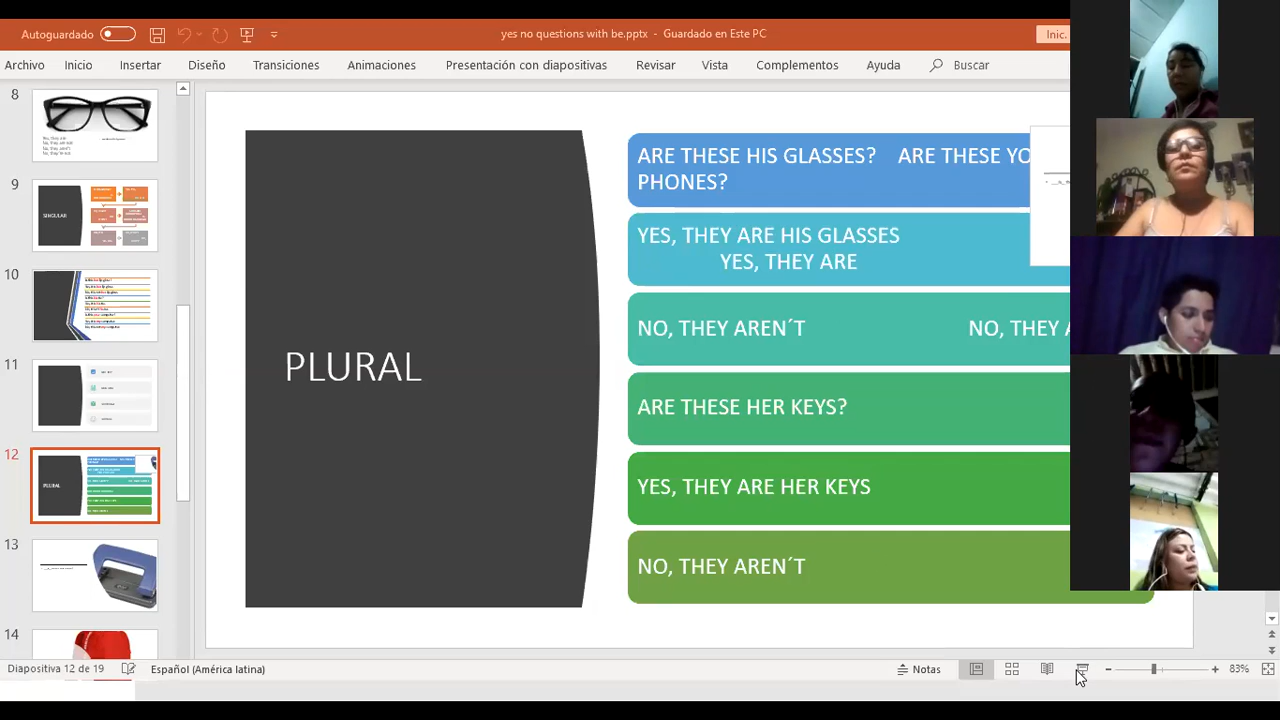 Autoguardado
yes no questions with be.pptx - Guardado en Este PC
Inic.
Archivo Inicio Insertar Diseño Transiciones Animaciones Presentación con diapositivas Revisar Vista Complementos Ayuda Buscar
8
9
SINGULAR
10
11
12
PLURAL
13
14
PLURAL
ARE THESE HIS GLASSES? ARE THESE
PHONES?
YES, THEY ARE HIS GLASSES
YES, THEY ARE
NO, THEY AREN´T NO, THEY
ARE THESE HER KEYS?
YES, THEY ARE HER KEYS
NO, THEY AREN´T
Diapositiva 12 de 19 Español (América latina) Notas 83%